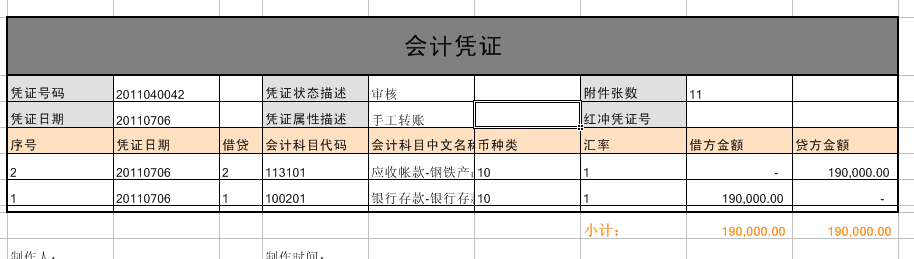 会计凭证
凭证号码 2011040042 凭证状态描述 审核 附件张数 11
凭证日期 20110706 凭证属性描述 手工转账 红冲凭证号
序号 凭证日期 借贷 会计科目代码 会计科目中文名称 币种类 汇率 借方金额 贷方金额
2 20110706 2 113101 应收帐款-钢铁产 10 1 - 190,000.00
1 20110706 1 100201 银行存款-银行存 10 1 190,000.00 -
小计： 190,000.00 190,000.00
制作人： 制作时间：